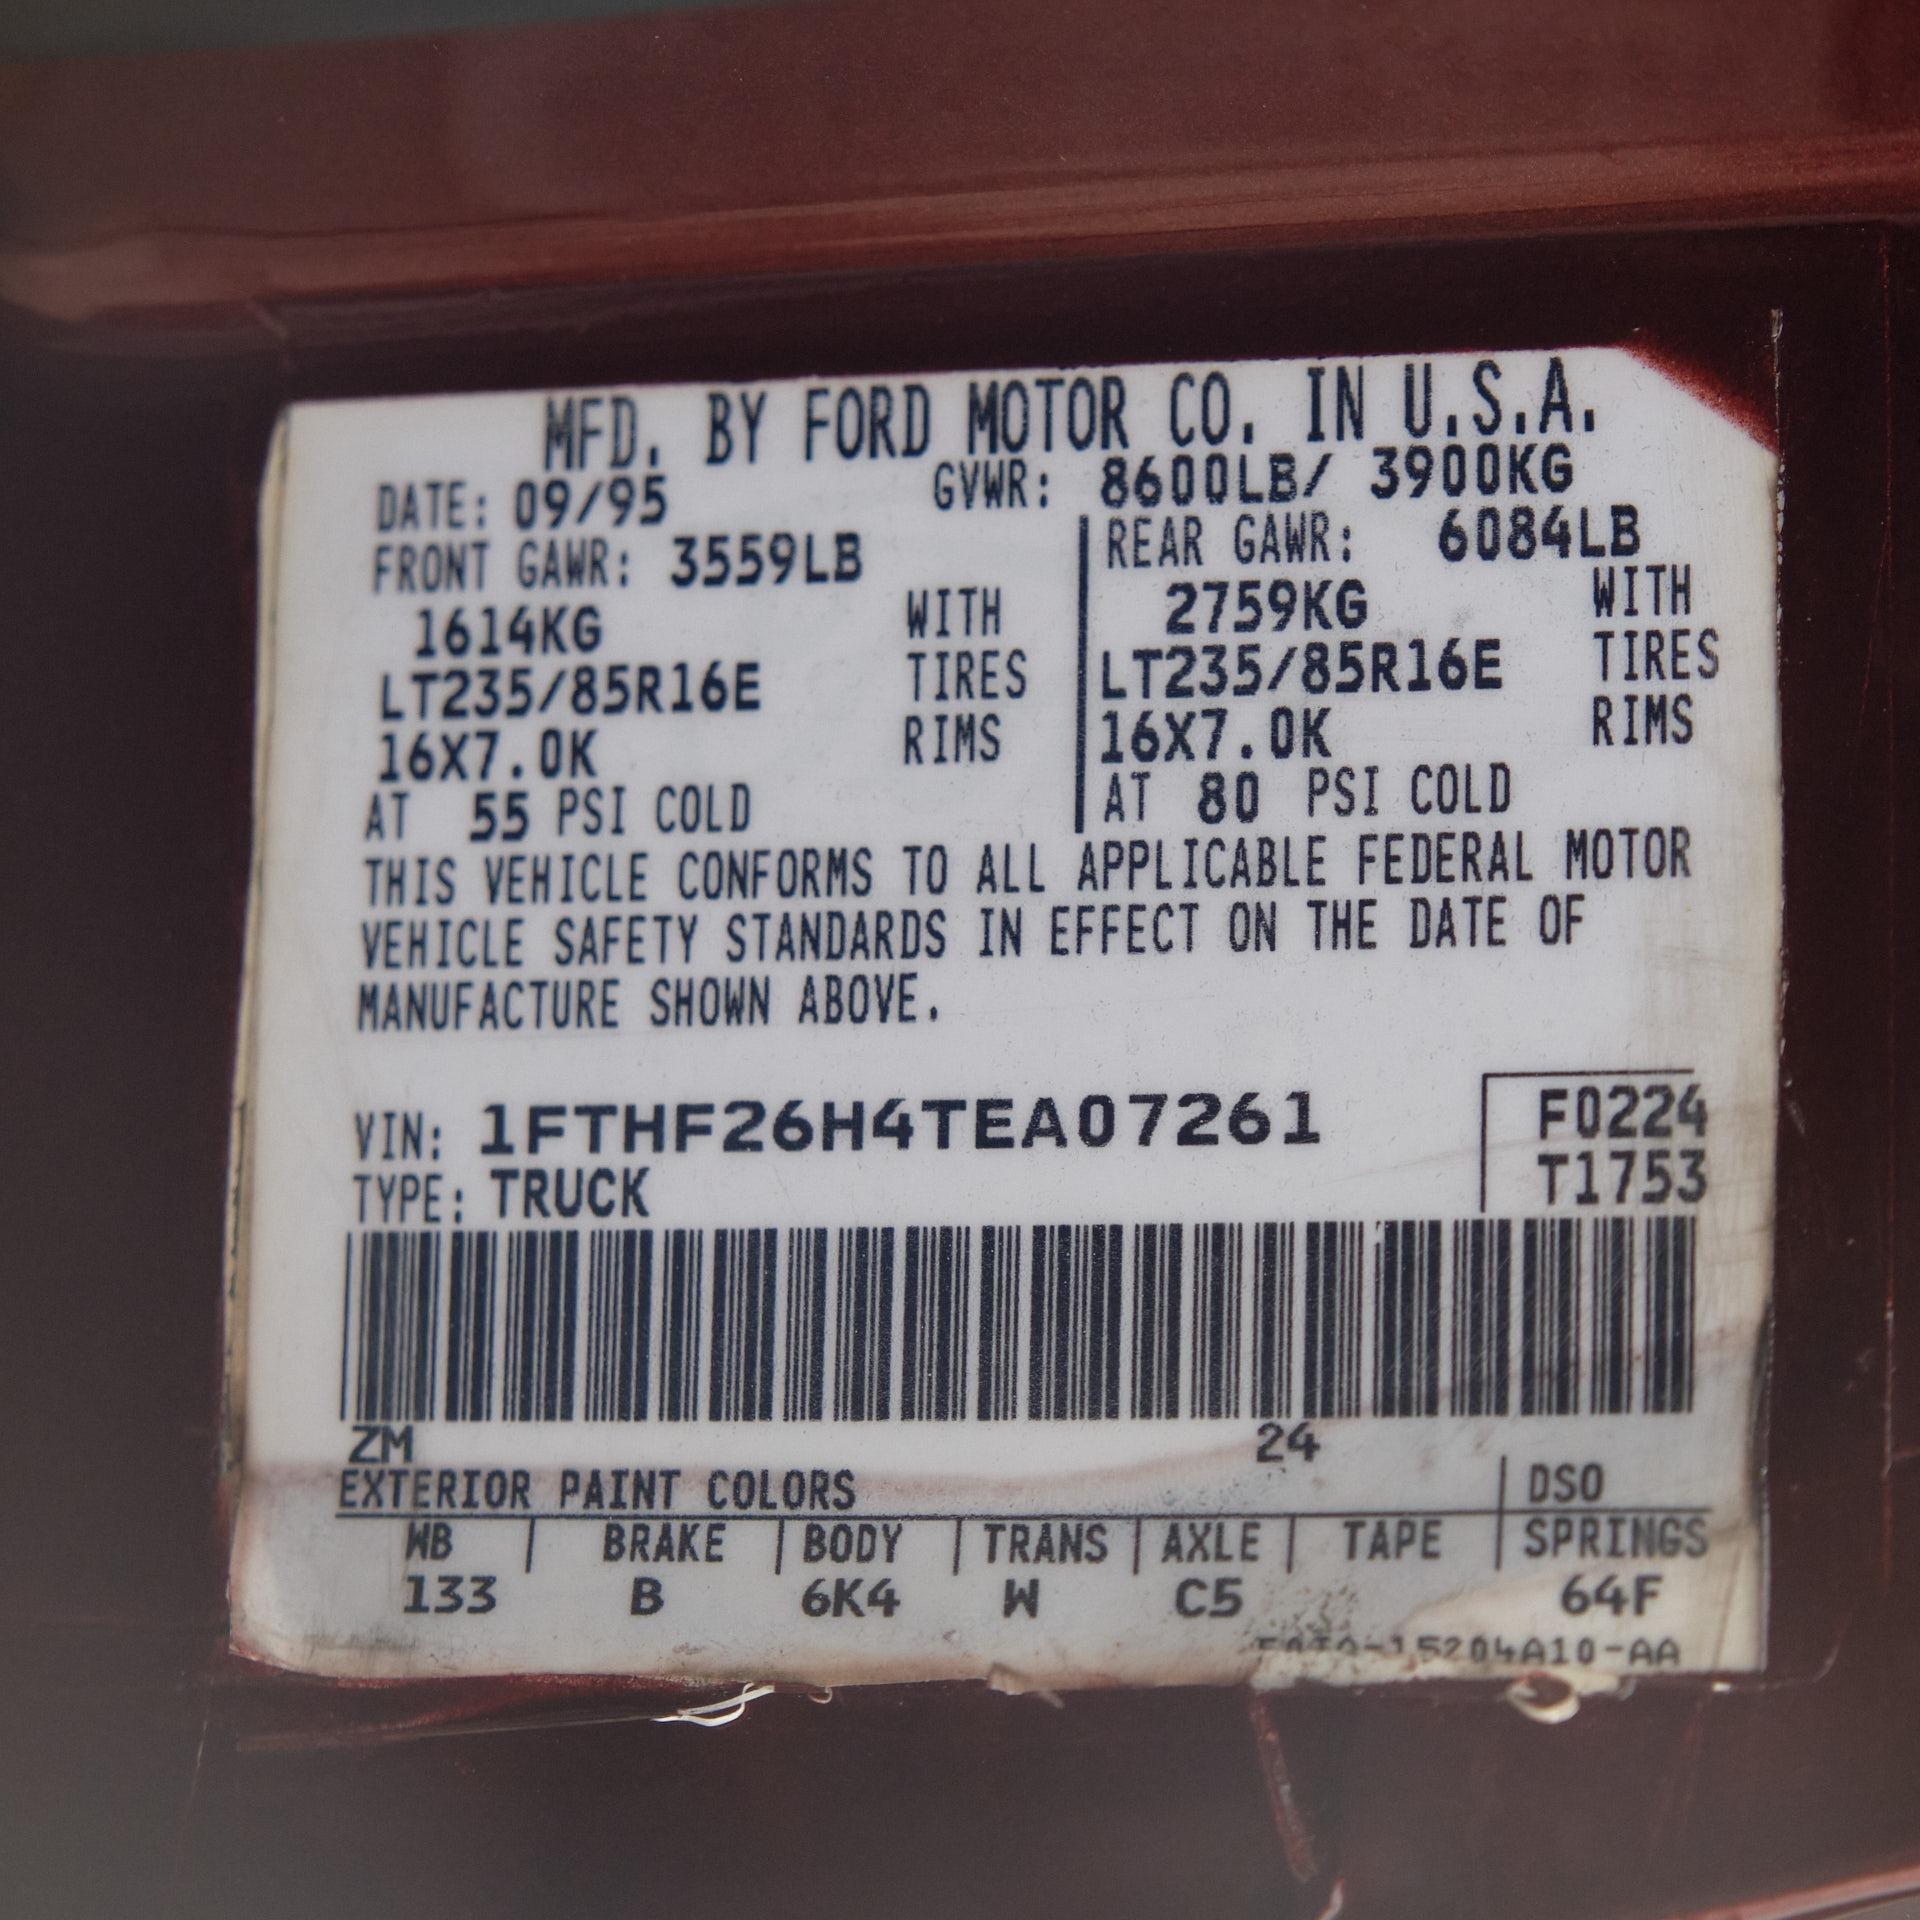 MFD. BY FORD MOTOR CO. IN U.S.A.
DATE: 09/95 GVWR: 8600LB/ 3900KG
FRONT GAWR: 3559LB REAR GAWR: 6084LB
1614KG WITH 2759KG WITH
LT235/85R16E TIRES LT235/85R16E TIRES
16X7.0K RIMS 16X7.0K RIMS
AT 55 PSI COLD AT 80 PSI COLD
THIS VEHICLE CONFORMS TO ALL APPLICABLE FEDERAL MOTOR
VEHICLE SAFETY STANDARDS IN EFFECT ON THE DATE OF
MANUFACTURE SHOWN ABOVE.
VIN: 1FTHF26H4TEA07261 F0224
TYPE: TRUCK T1753
ZM 24
EXTERIOR PAINT COLORS DSO
WB BRAKE BODY TRANS AXLE TAPE SPRINGS
133 B 6K4 W C5 64F